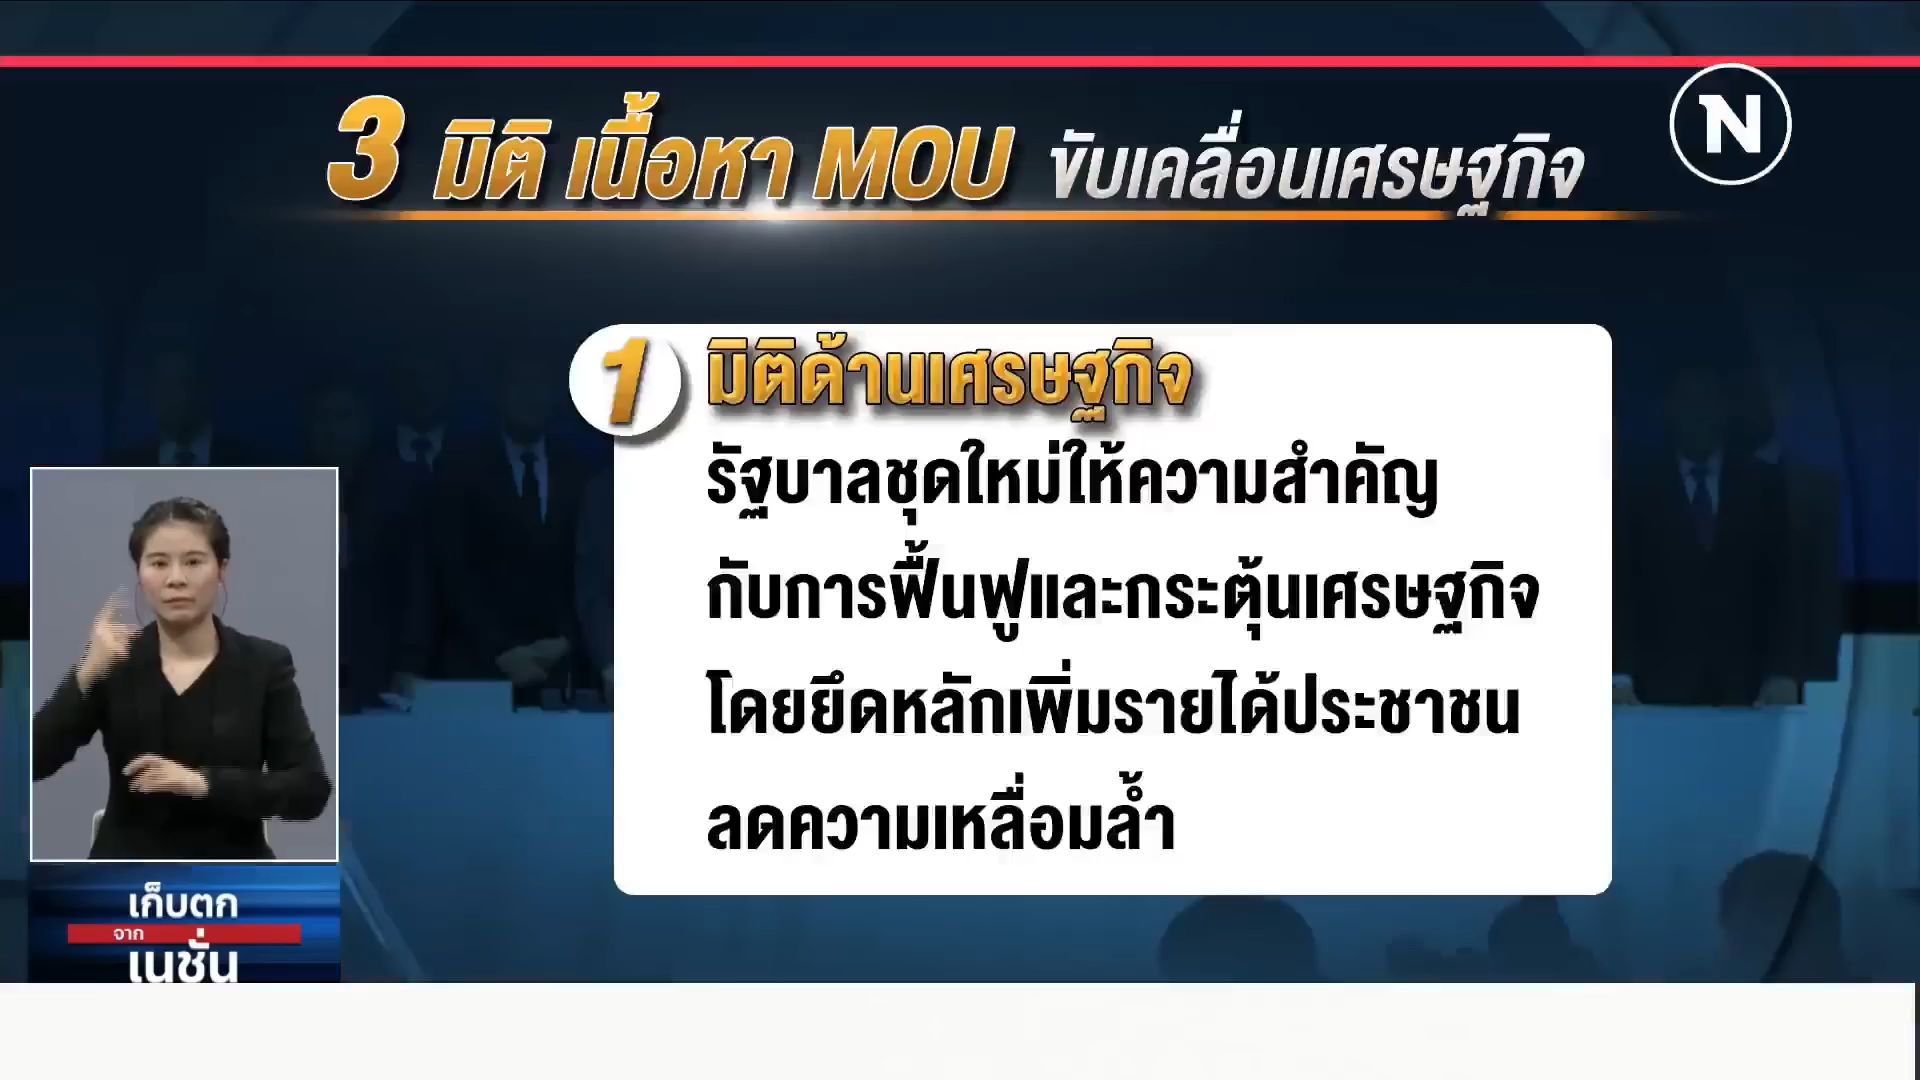 3 มิติ เนื้อหา MOU ขับเคลื่อนเศรษฐกิจ
N
1 มิติด้านเศรษฐกิจ
รัฐบาลชุดใหม่ให้ความสำคัญ
กับการฟื้นฟูและกระตุ้นเศรษฐกิจ
โดยยึดหลักเพิ่มรายได้ประชาชน
ลดความเหลื่อมล้ำ
เก็บตก
จาก
เนชั่น